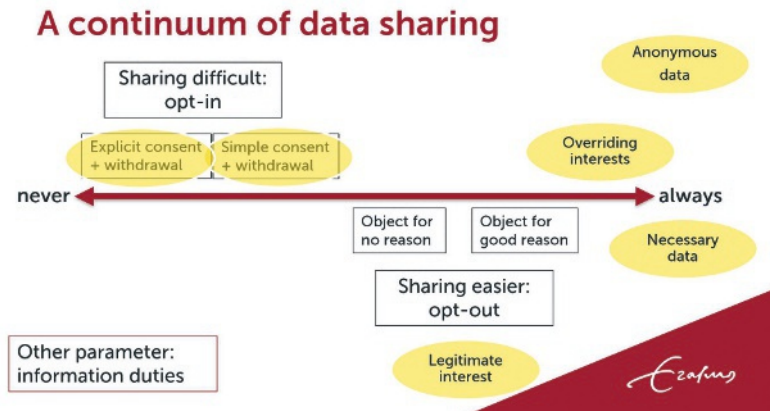 A continuum of data sharing
Sharing difficult:
opt-in
Anonymous
data
Explicit consent
+ withdrawal
Simple consent
+ withdrawal
Overriding
interests
never
always
Object for
no reason
Object for
good reason
Necessary
data
Sharing easier:
opt-out
Other parameter:
information duties
Legitimate
interest
Erasmus